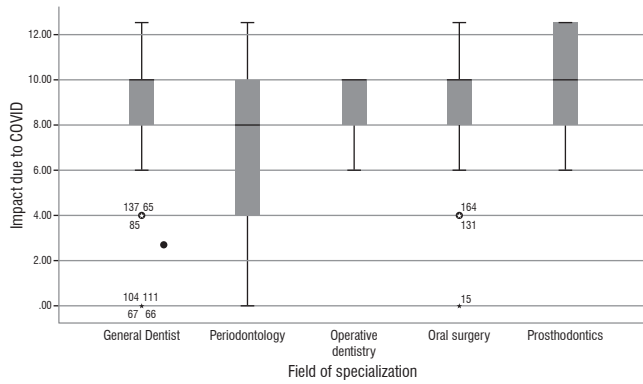 12.00
10.00
8.00
6.00
4.00
2.00
.00
Impact due to COVID
137 65
85
104 111
67 66
164
131
15
General Dentist
Periodontology
Operative
dentistry
Oral surgery
Prosthodontics
Field of specialization